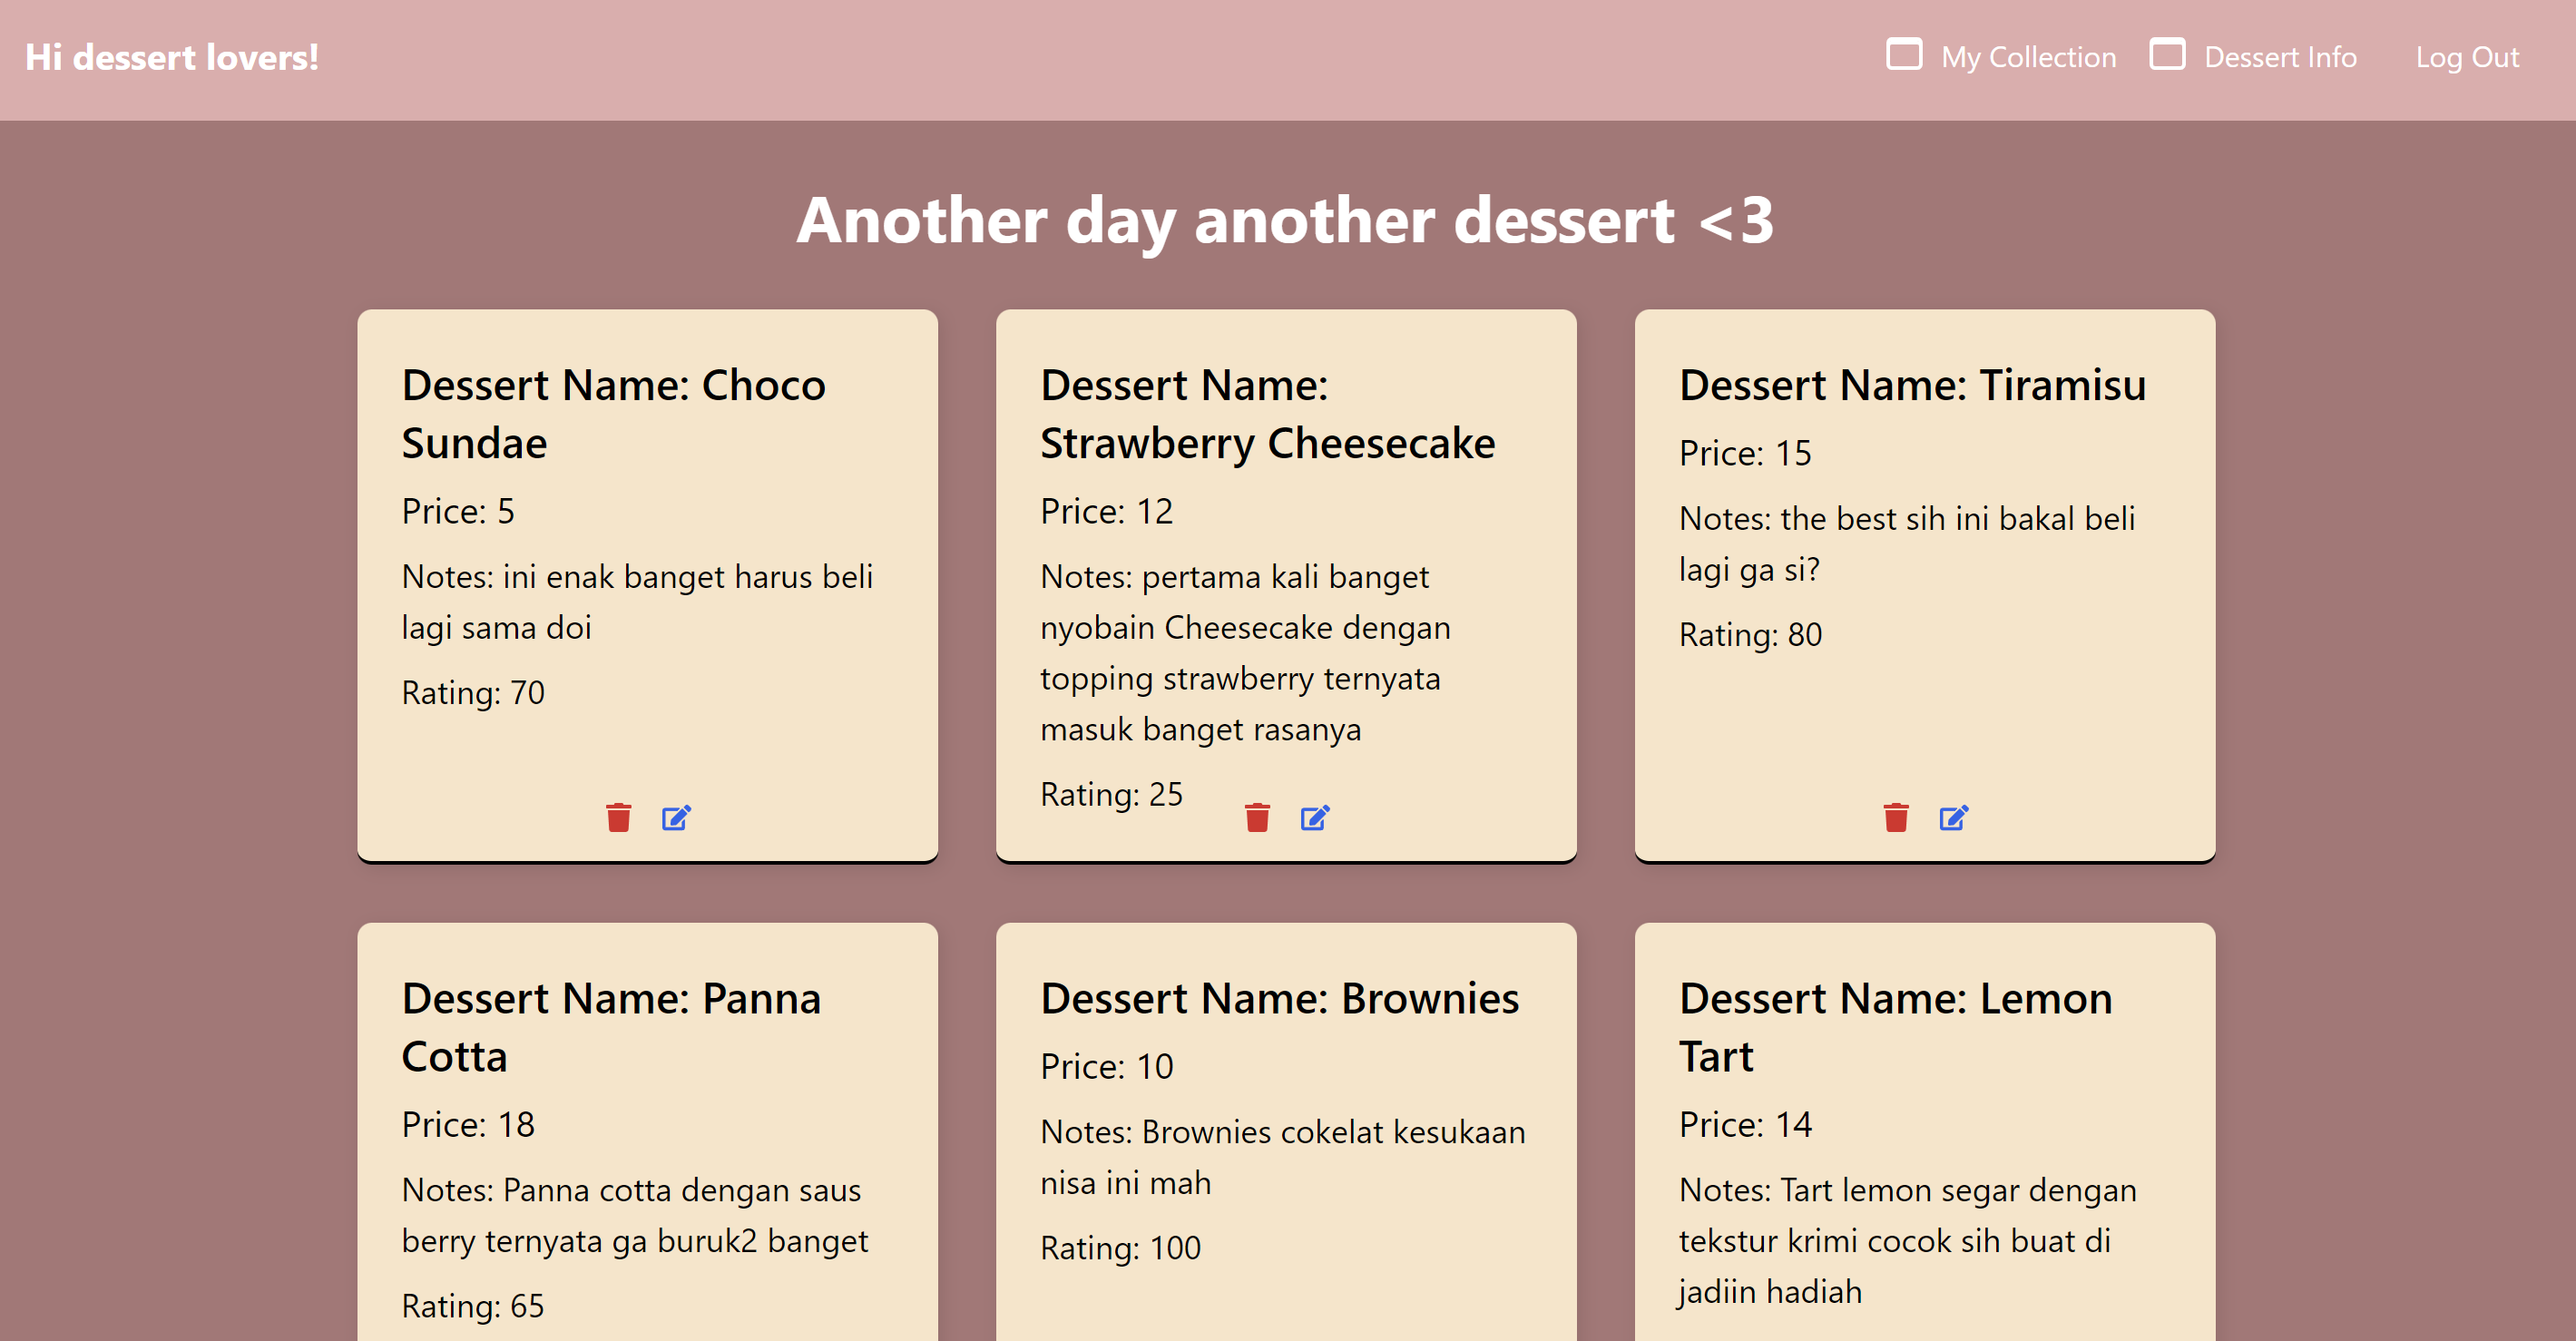 Hi dessert lovers!
My Collection
Dessert Info
Log Out
Another day another dessert <3
Dessert Name: Choco
Sundae
Price: 5
Notes: ini enak banget harus beli
lagi sama doi
Rating: 70
Dessert Name:
Strawberry Cheesecake
Price: 12
Notes: pertama kali banget
nyobain Cheesecake dengan
topping strawberry ternyata
masuk banget rasanya
Rating: 25
Dessert Name: Tiramisu
Price: 15
Notes: the best sih ini bakal beli
lagi ga si?
Rating: 80
Dessert Name: Panna
Cotta
Price: 18
Notes: Panna cotta dengan saus
berry ternyata ga buruk2 banget
Rating: 65
Dessert Name: Brownies
Price: 10
Notes: Brownies cokelat kesukaan
nisa ini mah
Rating: 100
Dessert Name: Lemon
Tart
Price: 14
Notes: Tart lemon segar dengan
tekstur krimi cocok sih buat di
jadiin hadiah